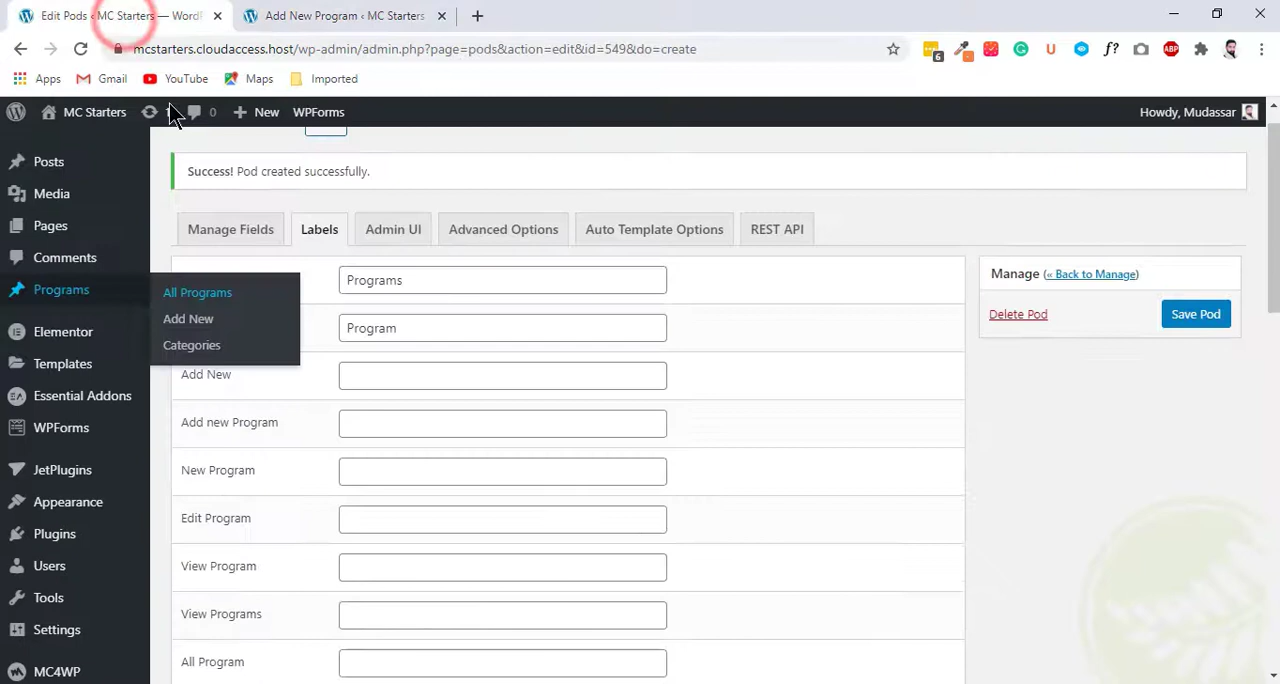 Edit Pods ‹ MC Starters — Word
Add New Program ‹ MC Starters
mcstarters.cloudaccess.host/wp-admin/admin.php?page=pods&action=edit&id=549&do=create
6
f?
ABP
Apps
Gmail
YouTube
Maps
Imported
MC Starters
0
New
WPForms
Howdy, Mudassar
Posts
Media
Pages
Comments
Programs
All Programs
Add New
Categories
Elementor
Templates
Essential Addons
WPForms
JetPlugins
Appearance
Plugins
Users
Tools
Settings
MC4WP
Success! Pod created successfully.
Manage Fields
Labels
Admin UI
Advanced Options
Auto Template Options
REST API
Programs
Program
Add New
Add new Program
New Program
Edit Program
View Program
View Programs
All Program
Manage (« Back to Manage)
Delete Pod
Save Pod